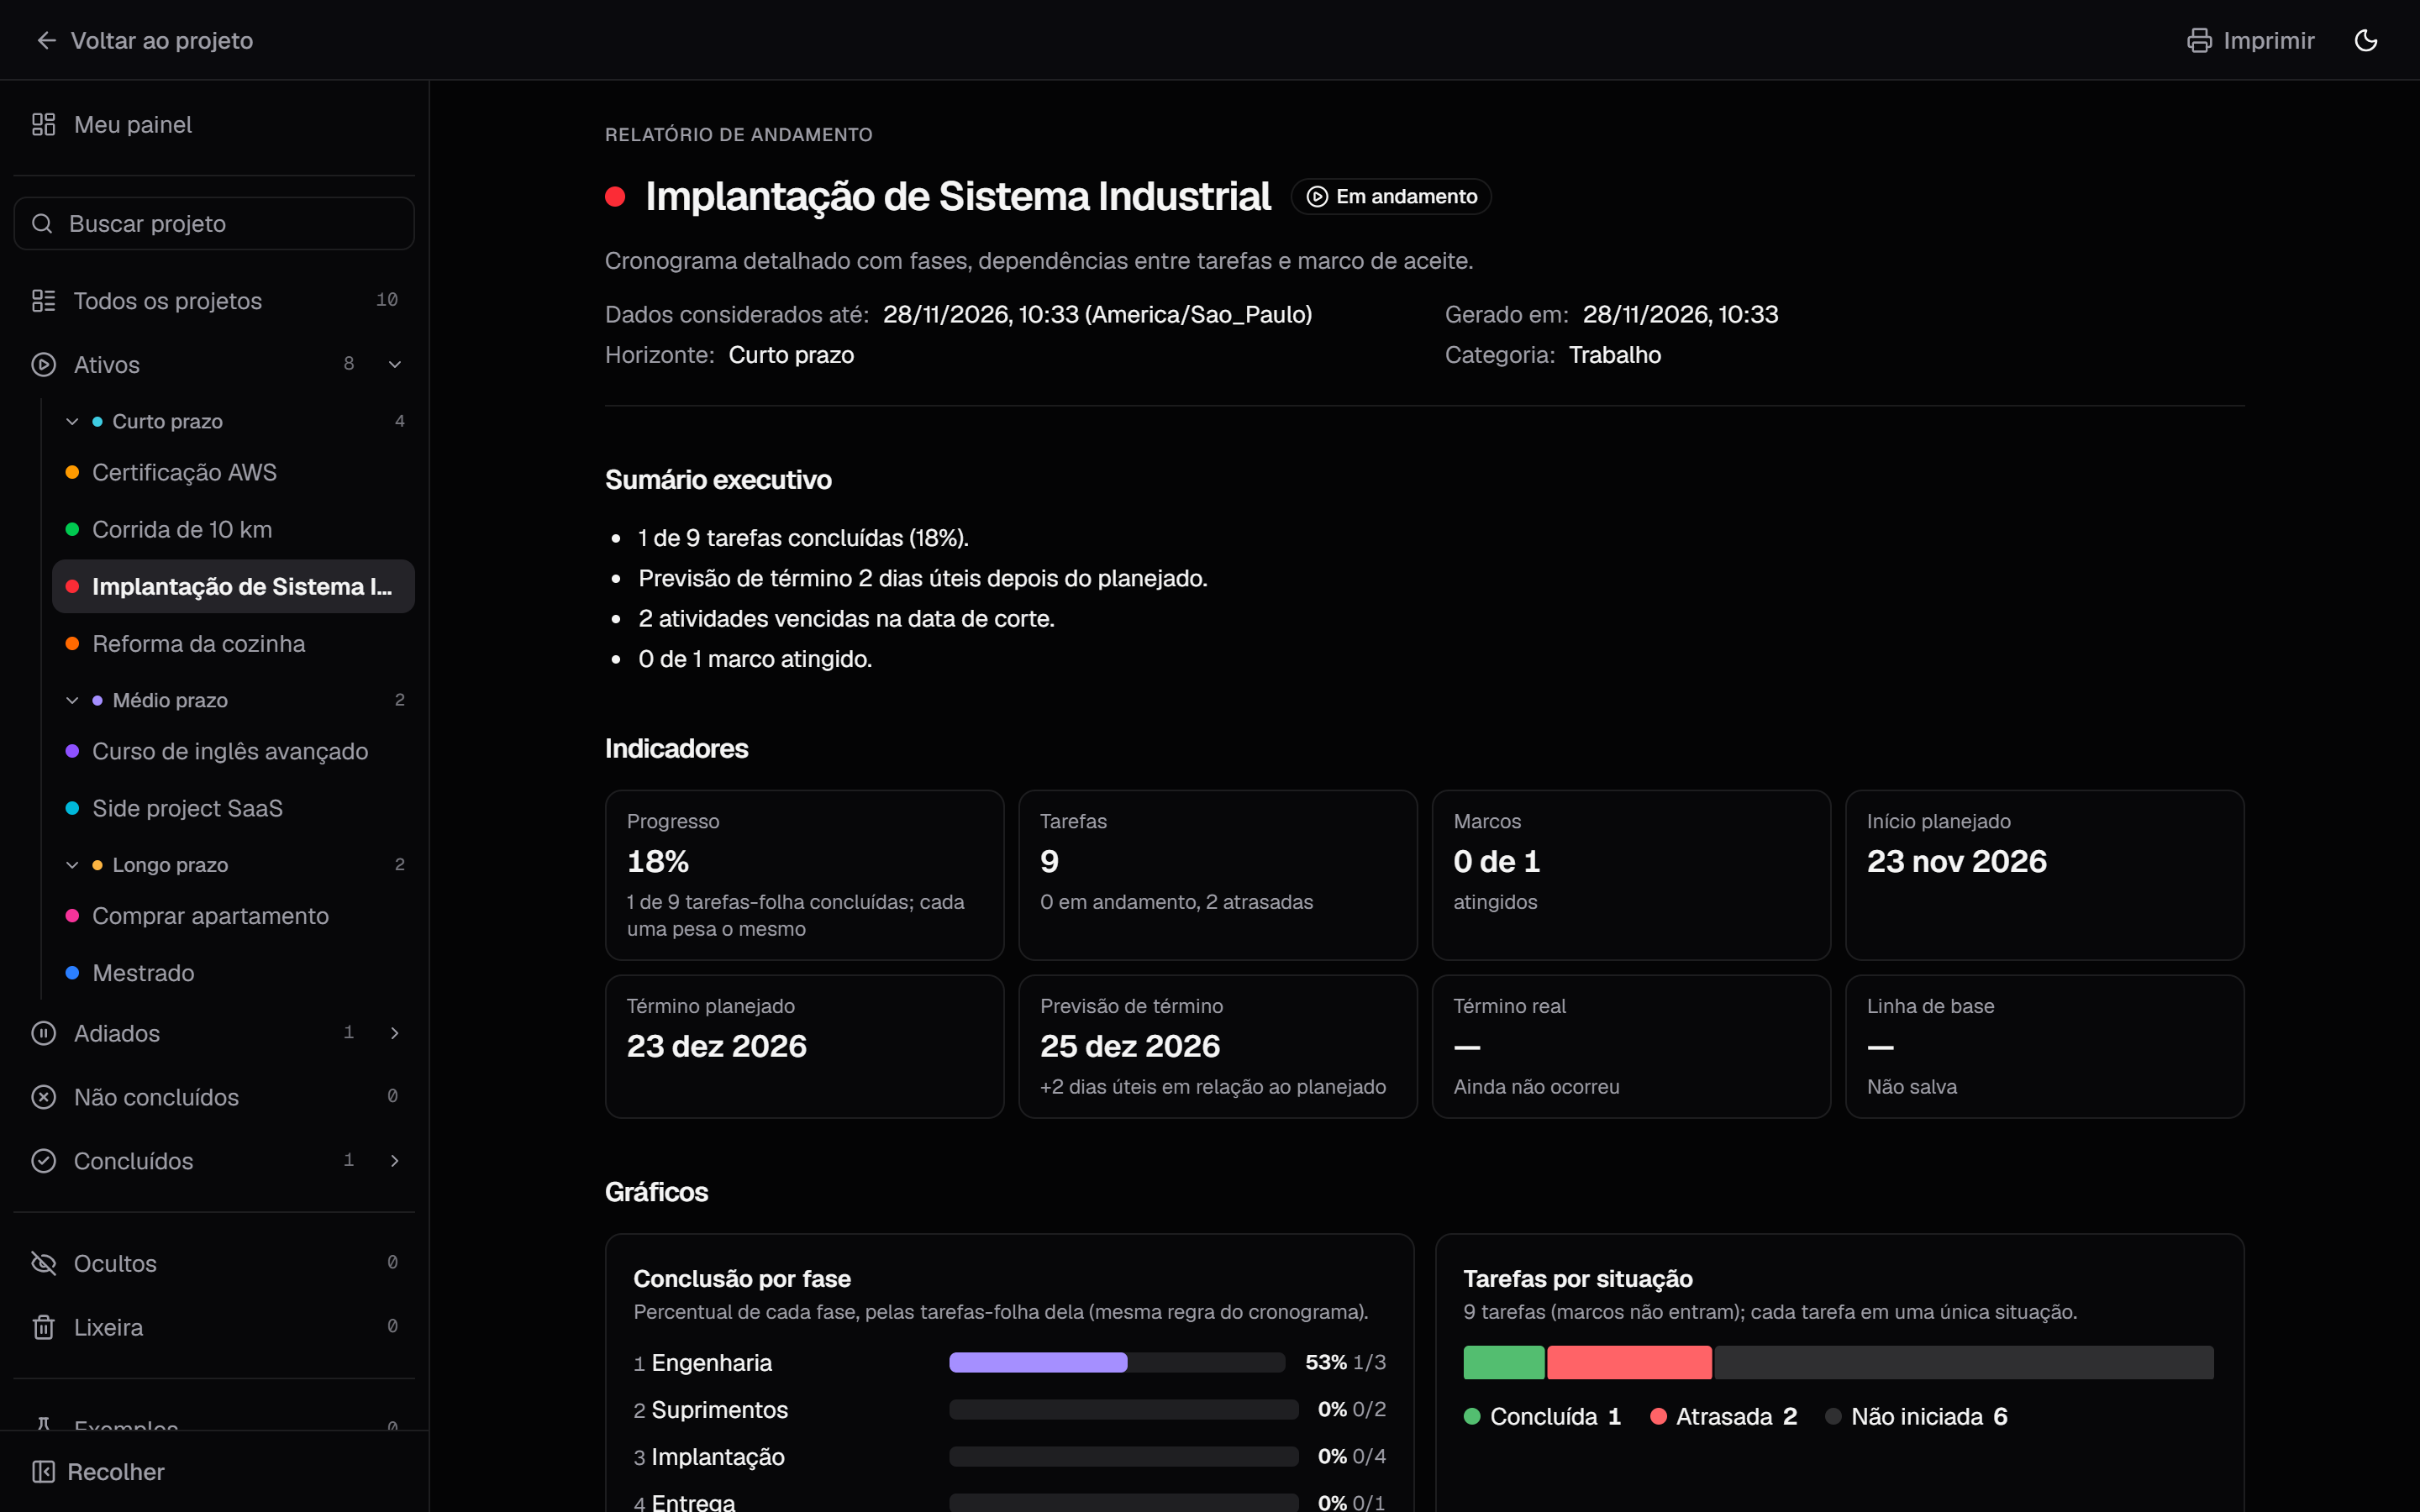 Voltar ao projeto
Imprimir
Meu painel
Buscar projeto
Todos os projetos 10
Ativos 8
Curto prazo 4
Certificação AWS
Corrida de 10 km
Implantação de Sistema I...
Reforma da cozinha
Médio prazo 2
Curso de inglês avançado
Side project SaaS
Longo prazo 2
Comprar apartamento
Mestrado
Adiados 1
Não concluídos 0
Concluídos 1
Ocultos 0
Lixeira 0
Exemplos 0
Recolher
RELATÓRIO DE ANDAMENTO
Implantação de Sistema Industrial Em andamento
Cronograma detalhado com fases, dependências entre tarefas e marco de aceite.
Dados considerados até: 28/11/2026, 10:33 (America/Sao_Paulo) Gerado em: 28/11/2026, 10:33
Horizonte: Curto prazo Categoria: Trabalho
Sumário executivo
• 1 de 9 tarefas concluídas (18%).
• Previsão de término 2 dias úteis depois do planejado.
• 2 atividades vencidas na data de corte.
• 0 de 1 marco atingido.
Indicadores
Progresso
18%
1 de 9 tarefas-folha concluídas; cada
uma pesa o mesmo
Tarefas
9
0 em andamento, 2 atrasadas
Marcos
0 de 1
atingidos
Início planejado
23 nov 2026
Término planejado
23 dez 2026
Previsão de término
25 dez 2026
+2 dias úteis em relação ao planejado
Término real
—
Ainda não ocorreu
Linha de base
—
Não salva
Gráficos
Conclusão por fase
Percentual de cada fase, pelas tarefas-folha dela (mesma regra do cronograma).
1 Engenharia 53% 1/3
2 Suprimentos 0% 0/2
3 Implantação 0% 0/4
4 Entrega 0% 0/1
Tarefas por situação
9 tarefas (marcos não entram); cada tarefa em uma única situação.
Concluída 1 Atrasada 2 Não iniciada 6